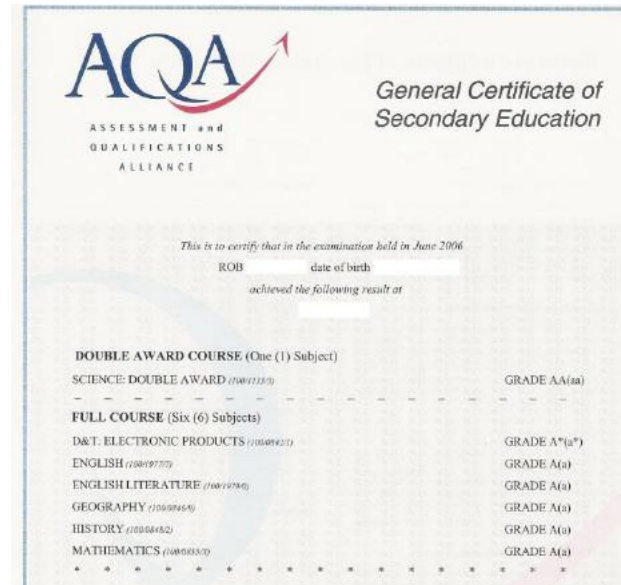 AQA
ASSESSMENT and
QUALIFICATIONS
ALLIANCE
General Certificate of
Secondary Education
This is to certify that in the examination held in June 2006
ROB date of birth
achieved the following result at
DOUBLE AWARD COURSE (One (1) Subject)
SCIENCE: DOUBLE AWARD GRADE AA(aa)
FULL COURSE (Six (6) Subjects)
D&T: ELECTRONIC PRODUCTS GRADE A*(a*)
ENGLISH GRADE A(a)
ENGLISH LITERATURE GRADE A(a)
GEOGRAPHY GRADE A(a)
HISTORY GRADE A(a)
MATHEMATICS GRADE A(a)